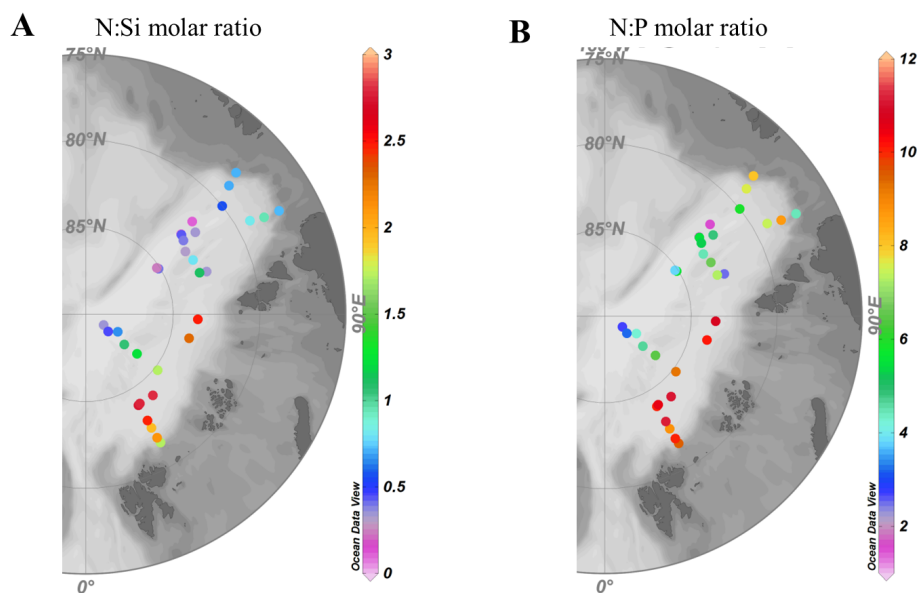 A
N:Si molar ratio
75°N
80°N
85°N
90°E
0°
3
2.5
2
1.5
1
0.5
0
Ocean Data View
B
N:P molar ratio
75°N
80°N
85°N
90°E
0°
12
10
8
6
4
2
Ocean Data View